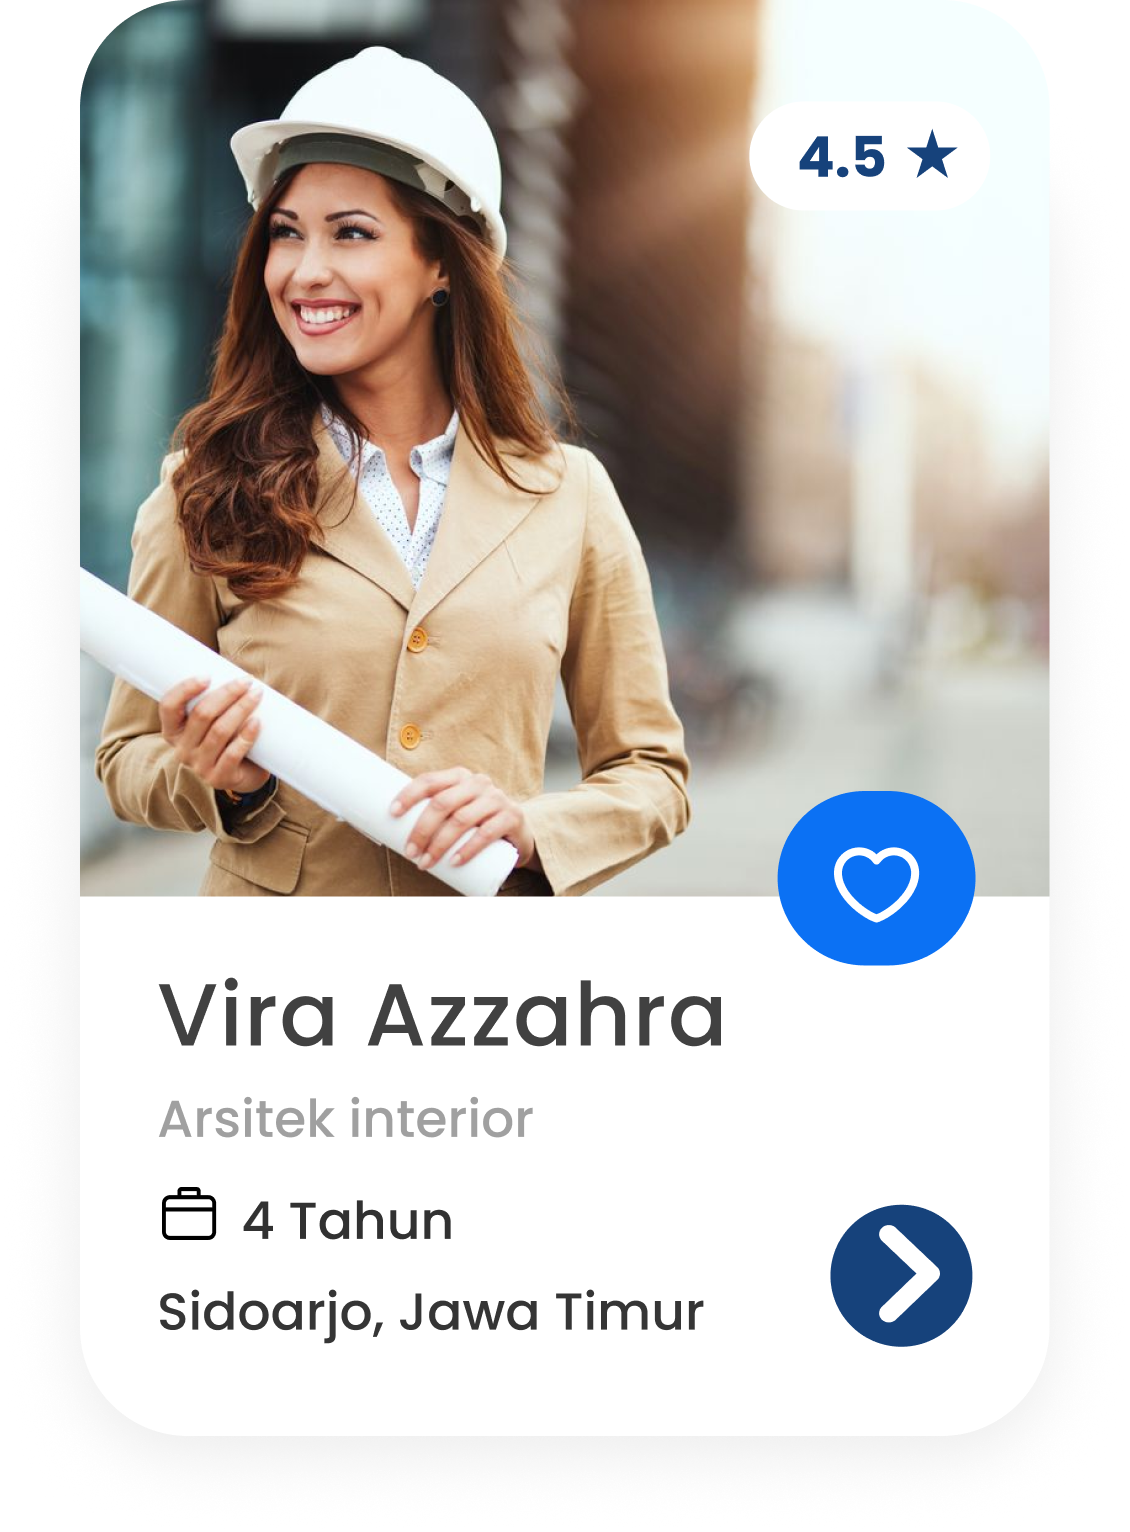 4.5 ★
Vira Azzahra
Arsitek interior
4 Tahun
Sidoarjo, Jawa Timur